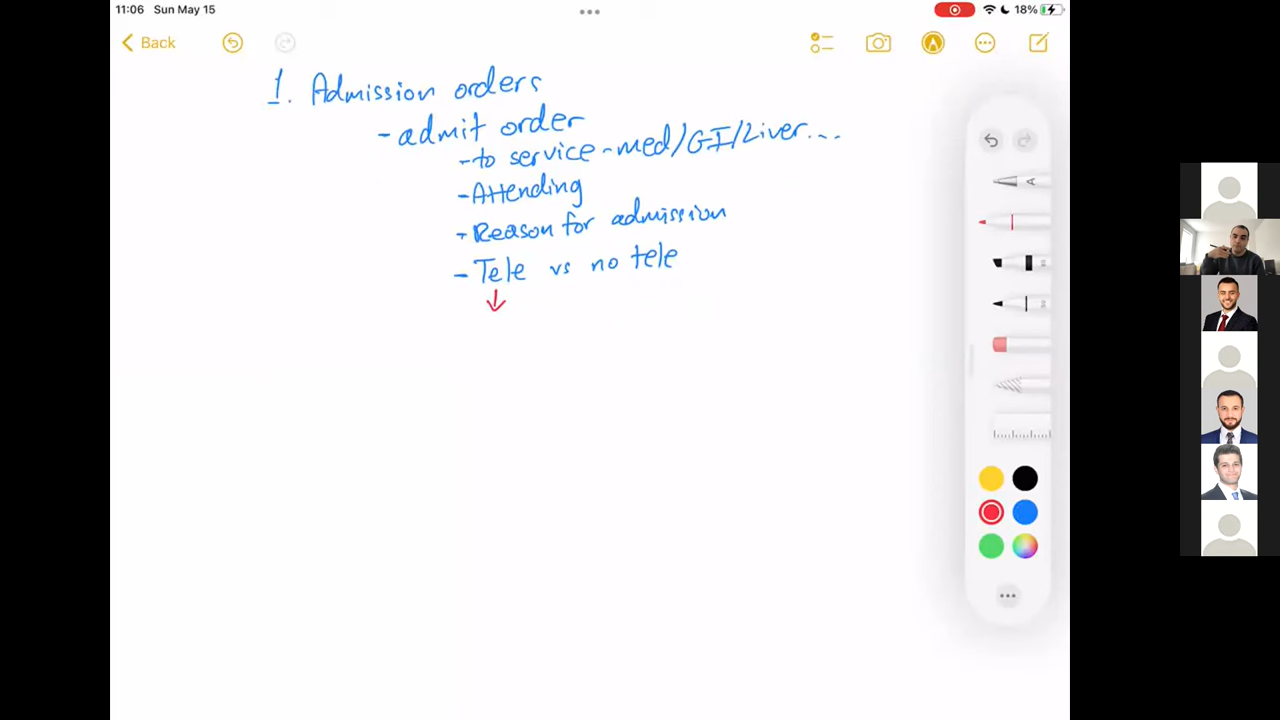 11:06 Sun May 15
18%
Back
1. Admission orders
- admit order
- to service - med/GI/Liver...
- Attending
- Reason for admission
- Tele vs no tele